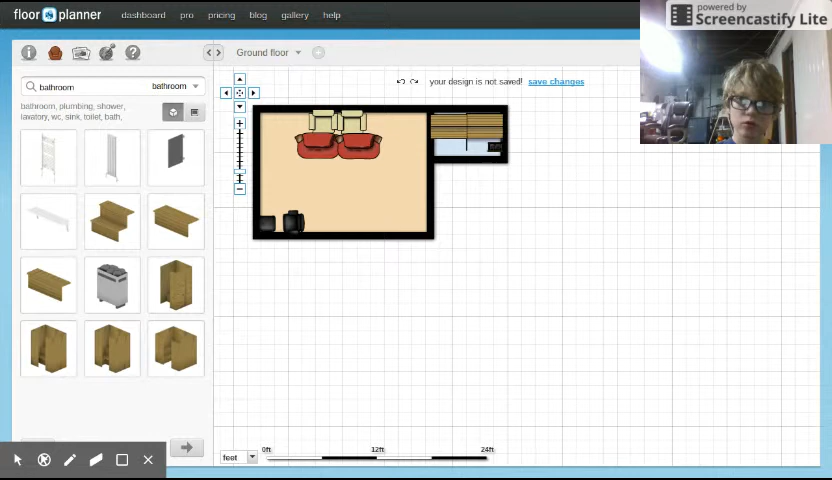 floor planner
dashboard
pro
pricing
blog
gallery
help
powered by
Screencastify Lite
Ground floor
bathroom
bathroom
your design is not saved! save changes
bathroom, plumbing, shower,
laxatory, wc, sink, toilet, bath,
feet
0ft
12ft
24ft